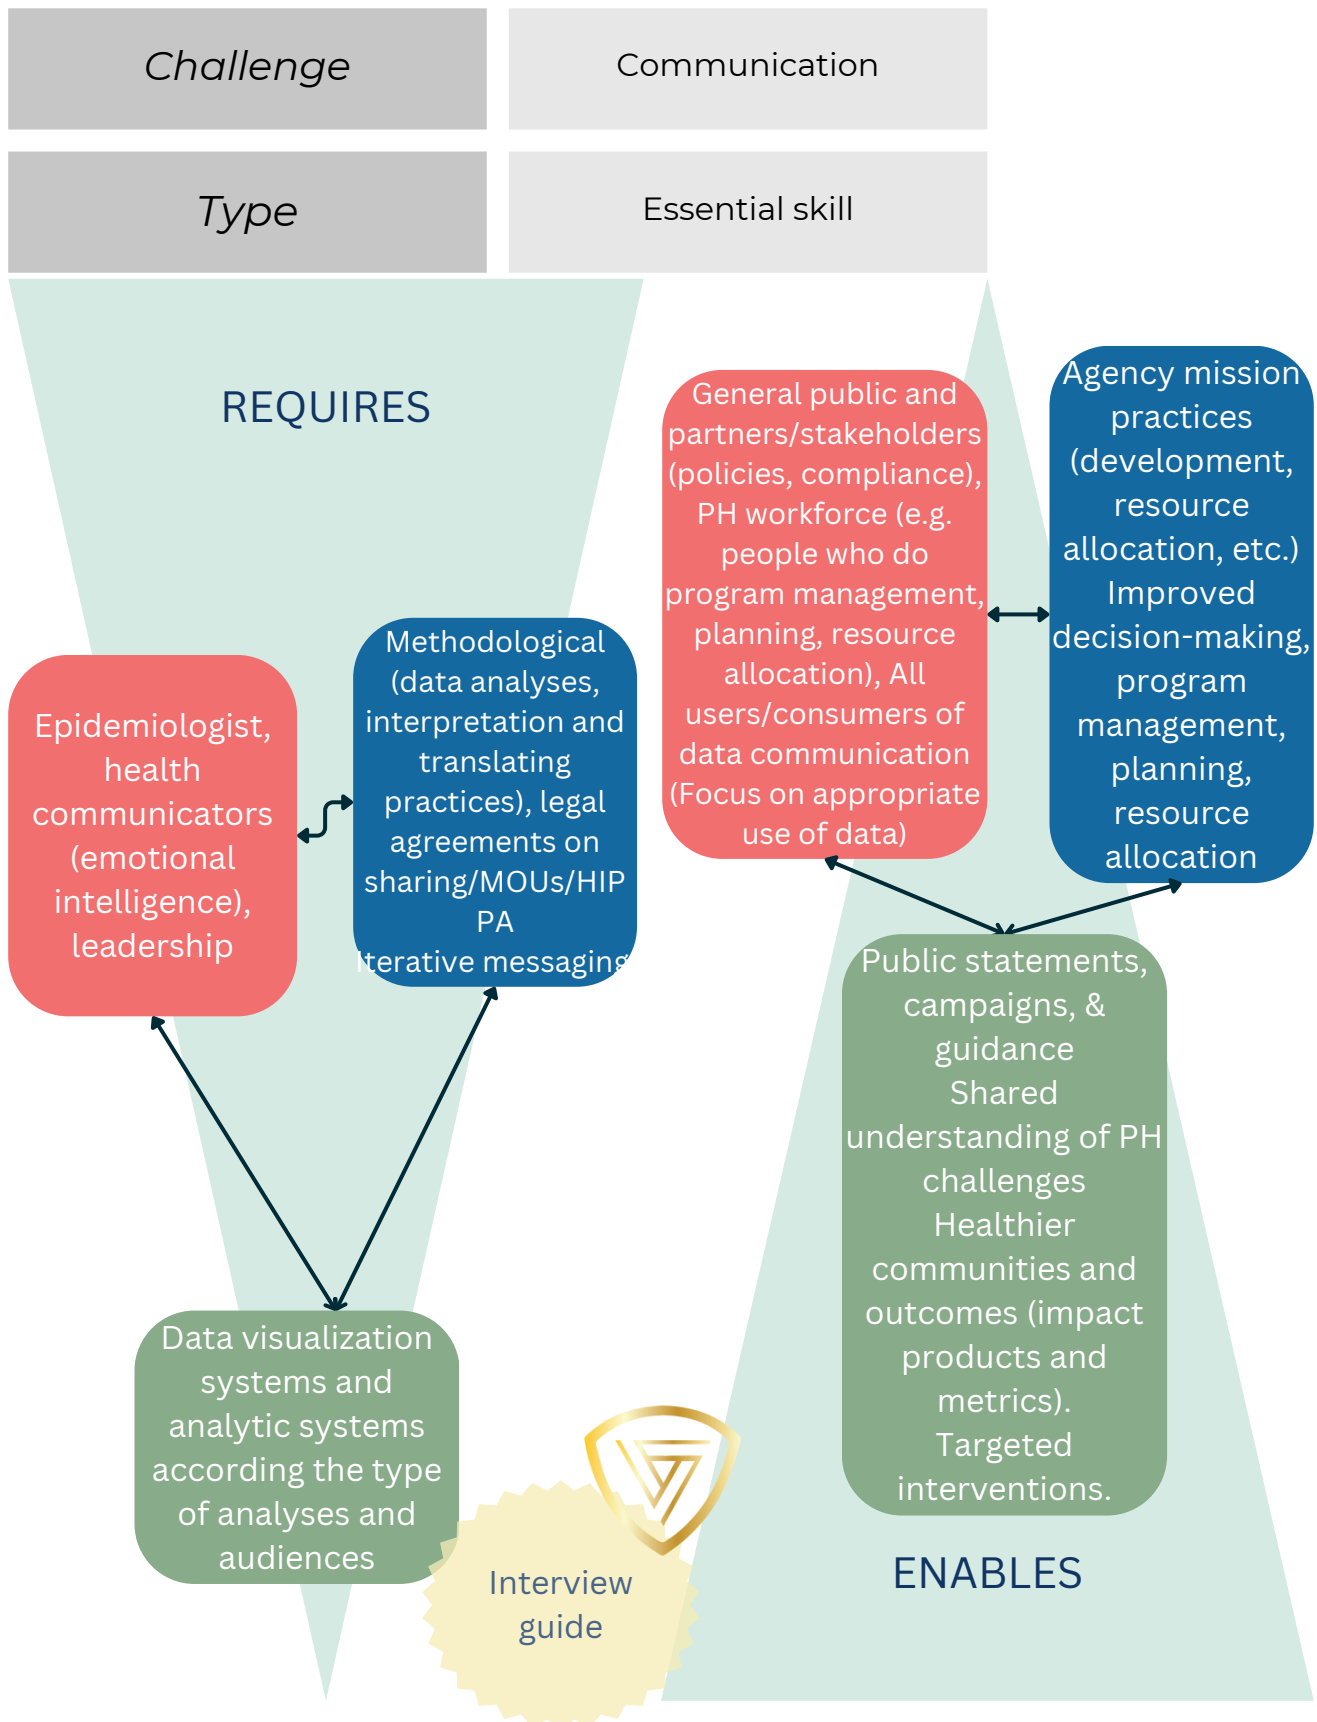 Challenge
Communication
Type
Essential skill
REQUIRES
Epidemiologist,
health
communicators
(emotional
intelligence),
leadership
Methodological
(data analyses,
interpretation and
translating
practices), legal
agreements on
sharing/MOUs/HIP
PA
Iterative messaging
Data visualization
systems and
analytic systems
according the type
of analyses and
audiences
General public and
partners/stakeholders
(policies, compliance),
PH workforce (e.g.
people who do
program management,
planning, resource
allocation), All
users/consumers of
data communication
(Focus on appropriate
use of data)
Agency mission
practices
(development,
resource
allocation, etc.)
Improved
decision-making,
program
management,
planning,
resource
allocation
Public statements,
campaigns, &
guidance
Shared
understanding of PH
challenges
Healthier
communities and
outcomes (impact
products and
metrics).
Targeted
interventions.
ENABLES
Interview
guide